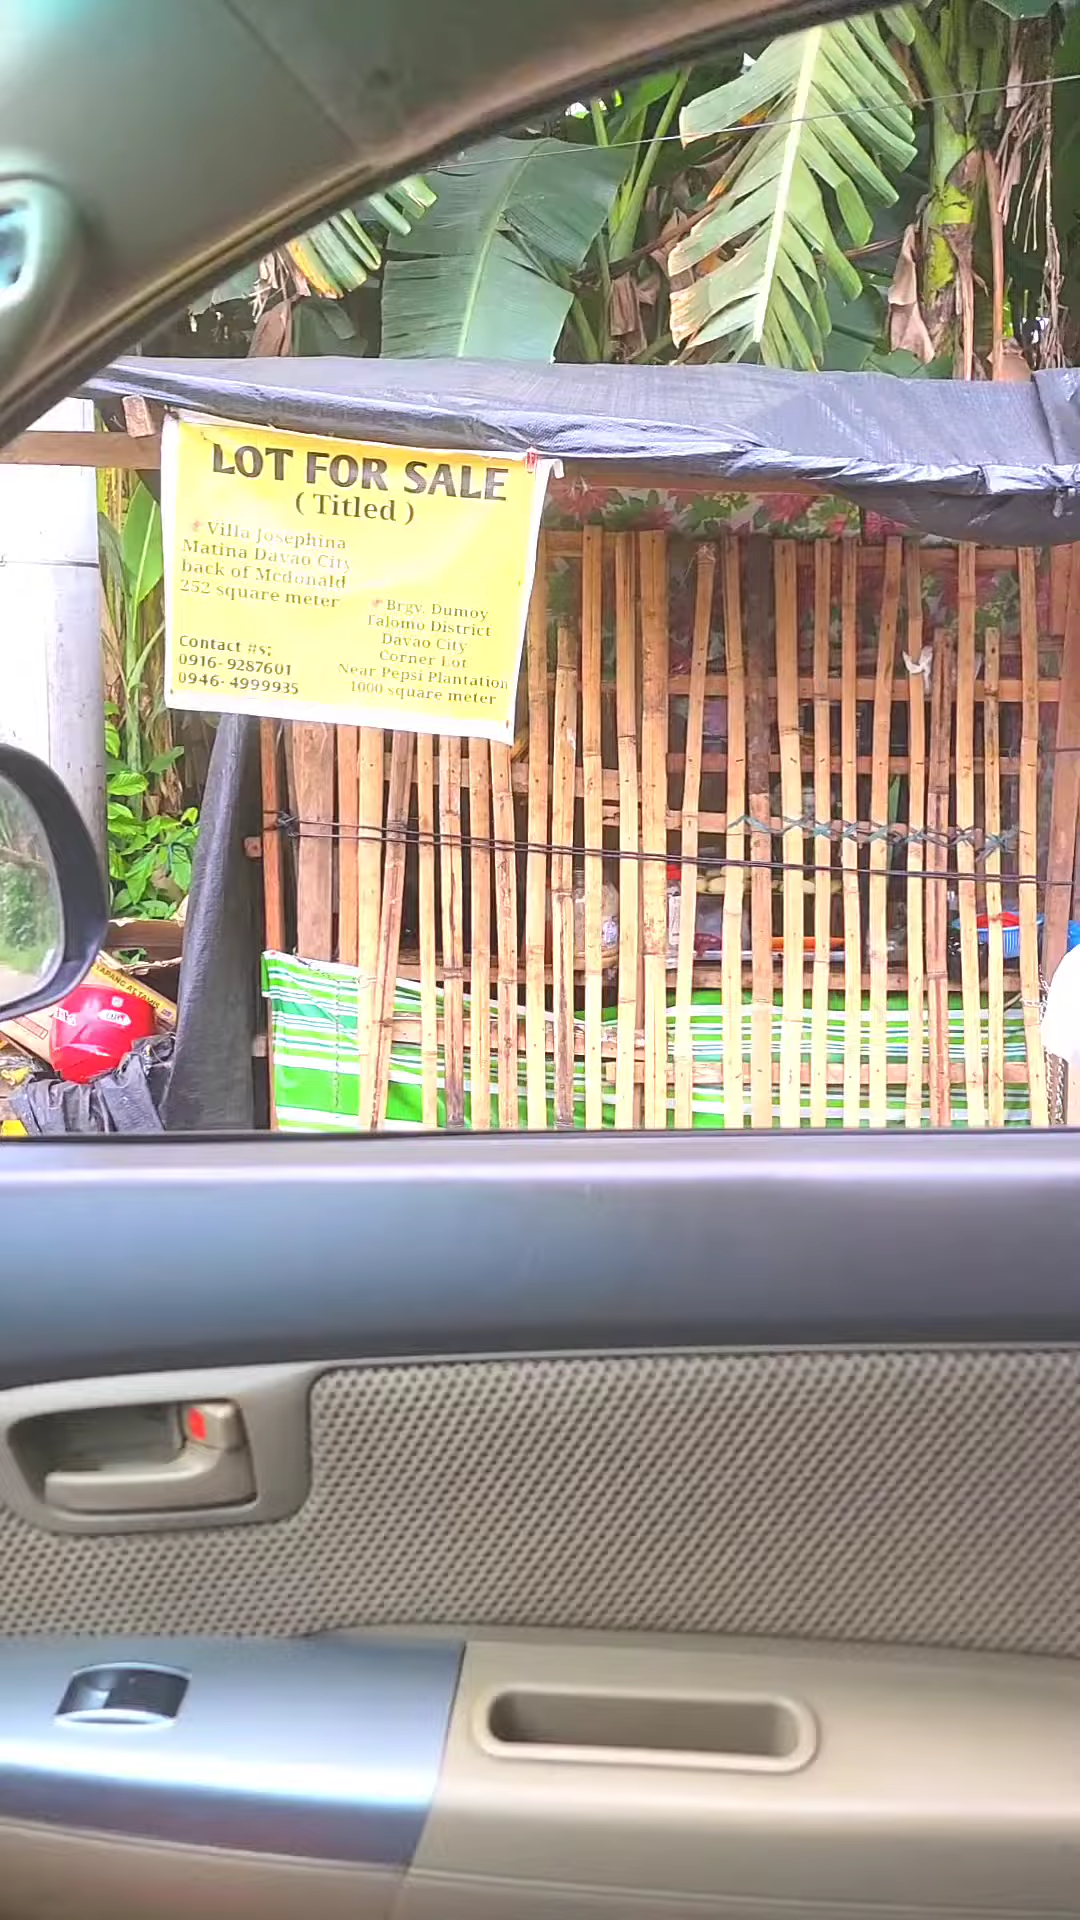 LOT FOR SALE
( Titled )
Villa Josephina
Matina Davao City
back of Mcdonald
252 square meter
Brgy. Dumoy
Talomo District
Davao City
Corner Lot
Near Pepsi Plantation
1000 square meter
Contact #s:
0916- 9287601
0946- 4999935